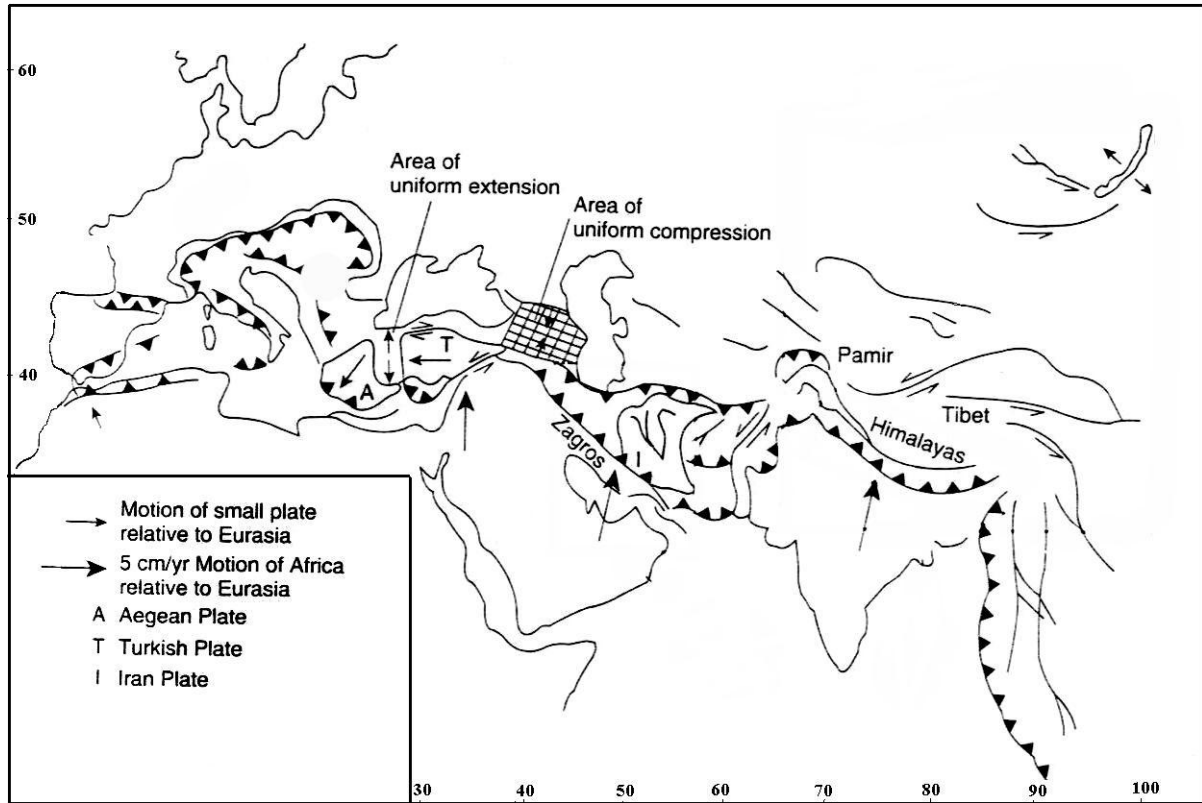 60
50
40
Area of
uniform extension
Area of
uniform compression
T
A
Zagros
I
Pamir
Tibet
Himalayas
Motion of small plate
relative to Eurasia
5 cm/yr Motion of Africa
relative to Eurasia
A Aegean Plate
T Turkish Plate
I Iran Plate
30 40 50 60 70 80 90 100